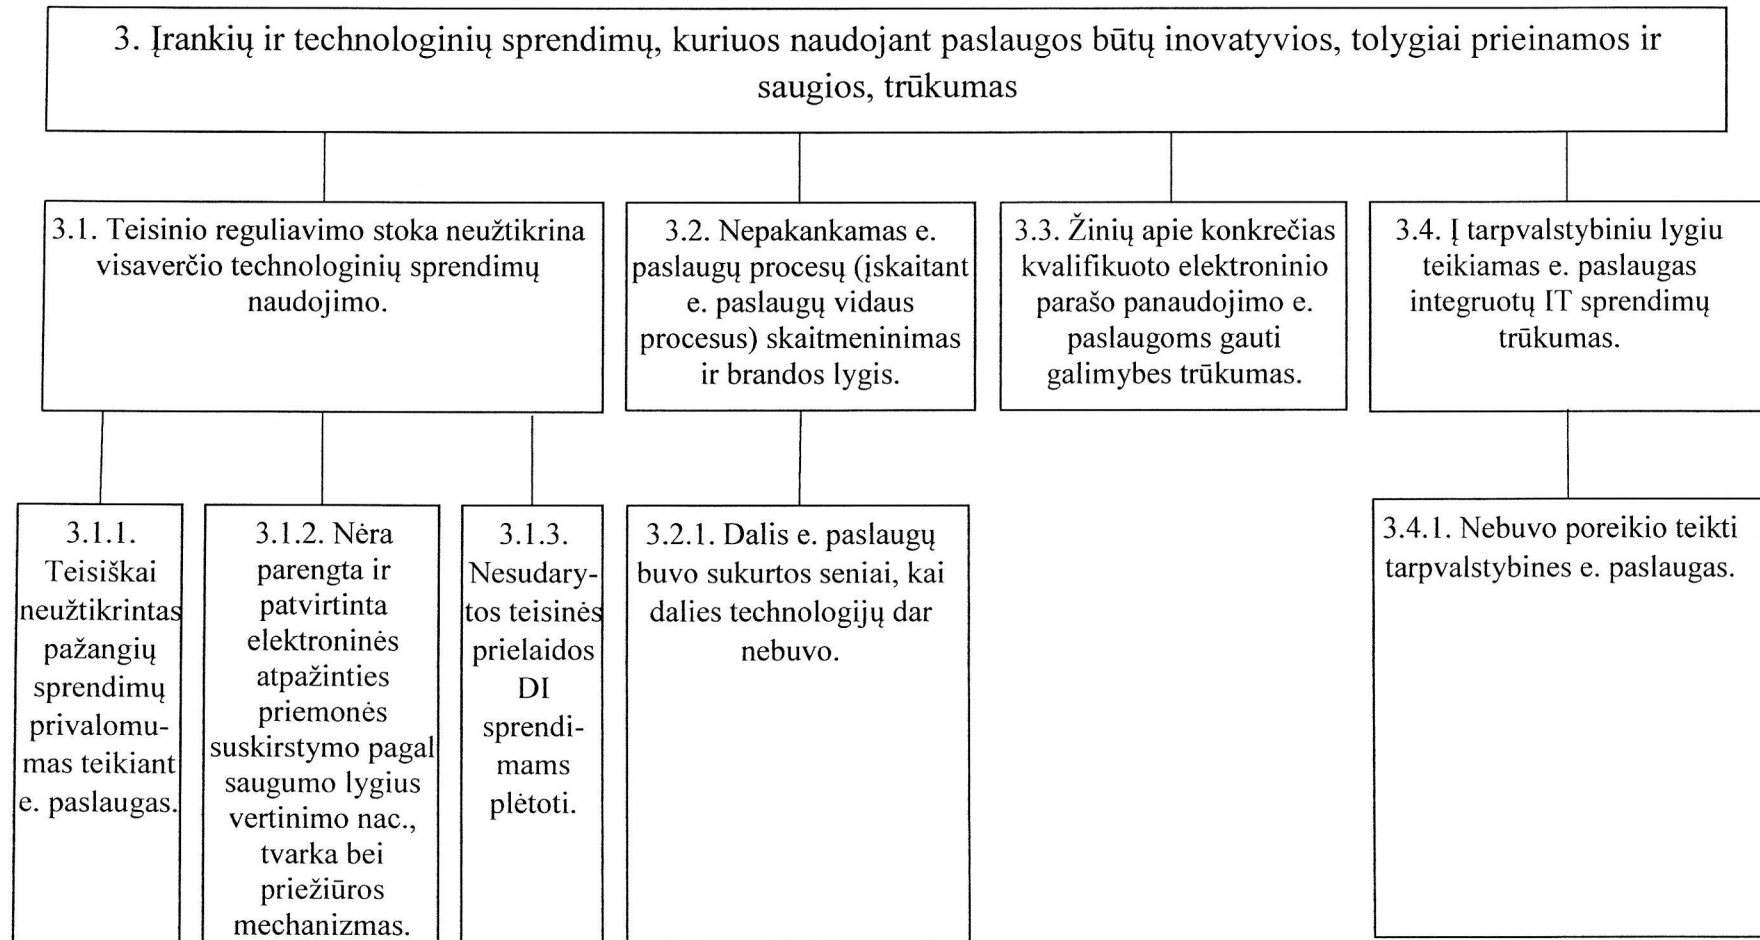 3. Įrankių ir technologinių sprendimų, kuriuos naudojant paslaugos būtų inovatyvios, tolygiai prieinamos ir
saugios, trūkumas
3.1. Teisinio reguliavimo stoka neužtikrina
visaverčio technologinių sprendimų
naudojimo.
3.2. Nepakankamas e.
paslaugų procesų (įskaitant
e. paslaugų vidaus
procesus) skaitmeninimas
ir brandos lygis.
3.3. Žinių apie konkrečias
kvalifikuoto elektroninio
parašo panaudojimo e.
paslaugoms gauti
galimybes trūkumas.
3.4. Į tarpvalstybiniu lygiu
teikiamas e. paslaugas
integruotų IT sprendimų
trūkumas.
3.1.1.
Teisiškai
neužtikrintas
pažangių
sprendimų
privalomu-
mas teikiant
e. paslaugas.
3.1.2. Nėra
parengta ir
patvirtinta
elektroninės
atpažinties
priemonės
suskirstymo pagal
saugumo lygius
vertinimo nac.,
tvarka bei
priežiūros
mechanizmas.
3.1.3.
Nesudary-
tos teisinės
prielaidos
DI
sprendi-
mams
plėtoti.
3.2.1. Dalis e. paslaugų
buvo sukurtos seniai, kai
dalies technologijų dar
nebuvo.
3.4.1. Nebuvo poreikio teikti
tarpvalstybines e. paslaugas.